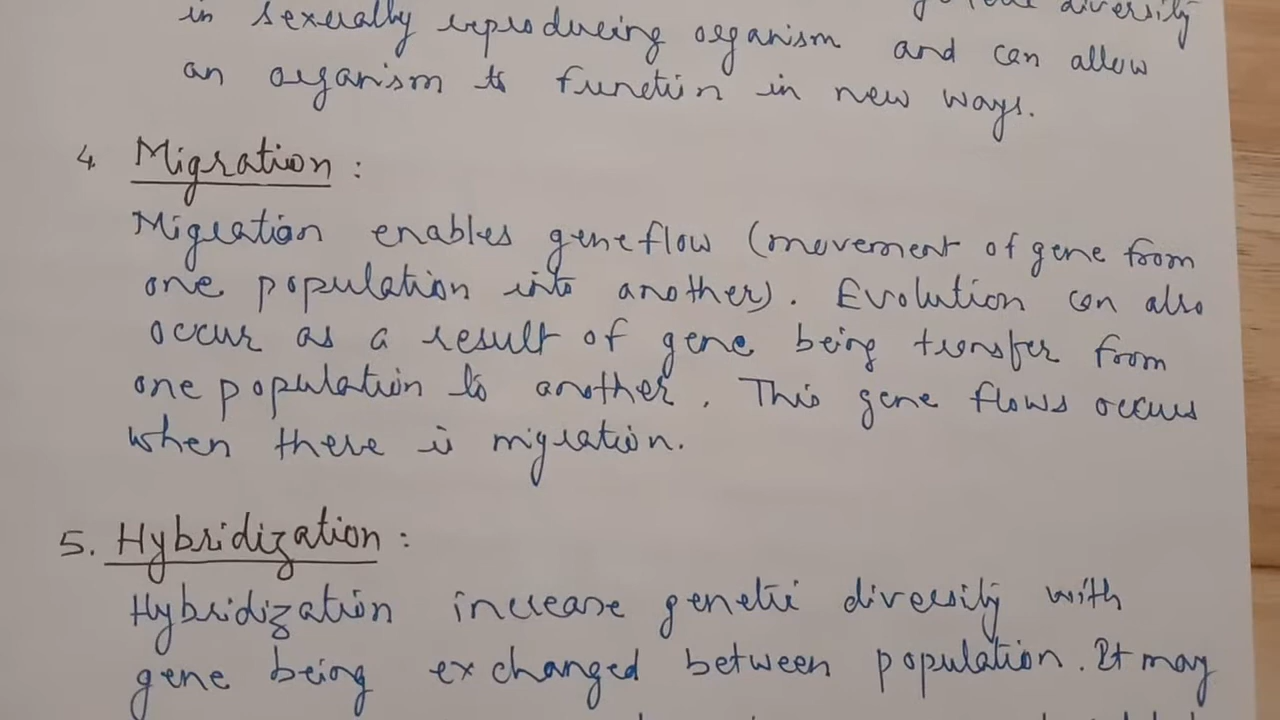 diversity
in sexually reproducing organism and can allow
an organism to function in new ways.
4. Migration :
Migration enables geneflow (movement of gene from
one population into another). Evolution can also
occur as a result of gene being transfer from
one population to another. This gene flows occurs
when there is migration.
5. Hybridization :
Hybridization increase genetic diversity with
gene being exchanged between population. It may